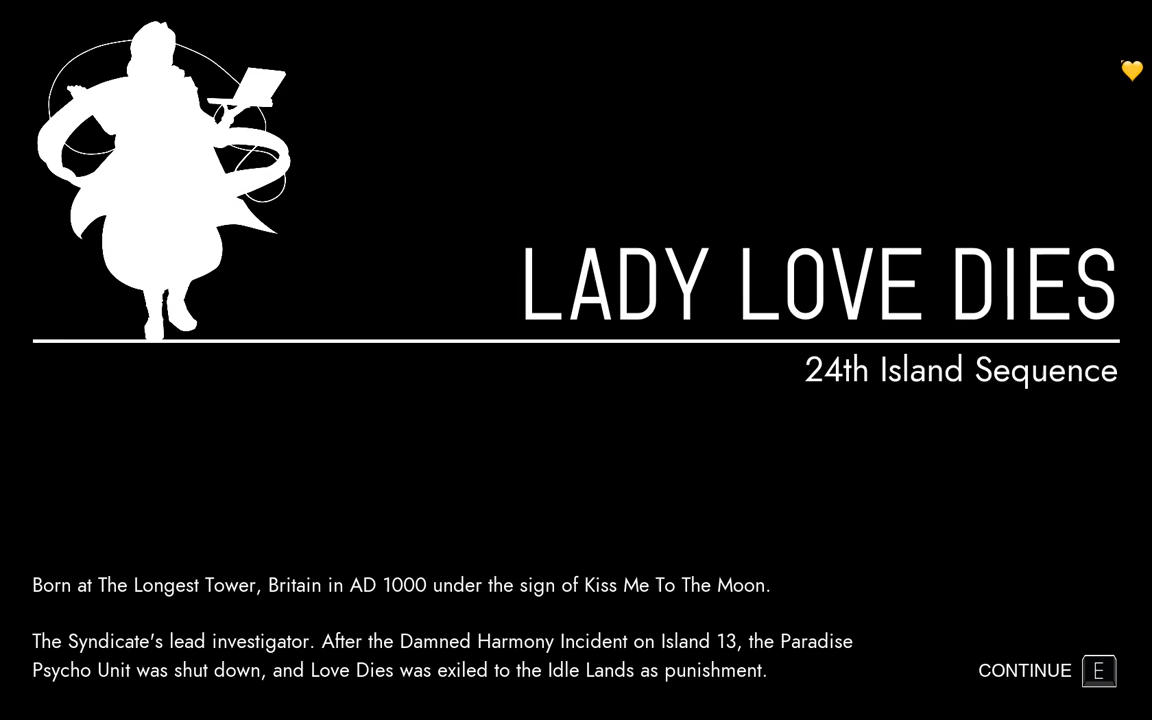 LADY LOVE DIES
24th Island Sequence
Born at The Longest Tower, Britain in AD 1000 under the sign of Kiss Me To The Moon.
The Syndicate's lead investigator. After the Damned Harmony Incident on Island 13, the Paradise
Psycho Unit was shut down, and Love Dies was exiled to the Idle Lands as punishment.
CONTINUE E